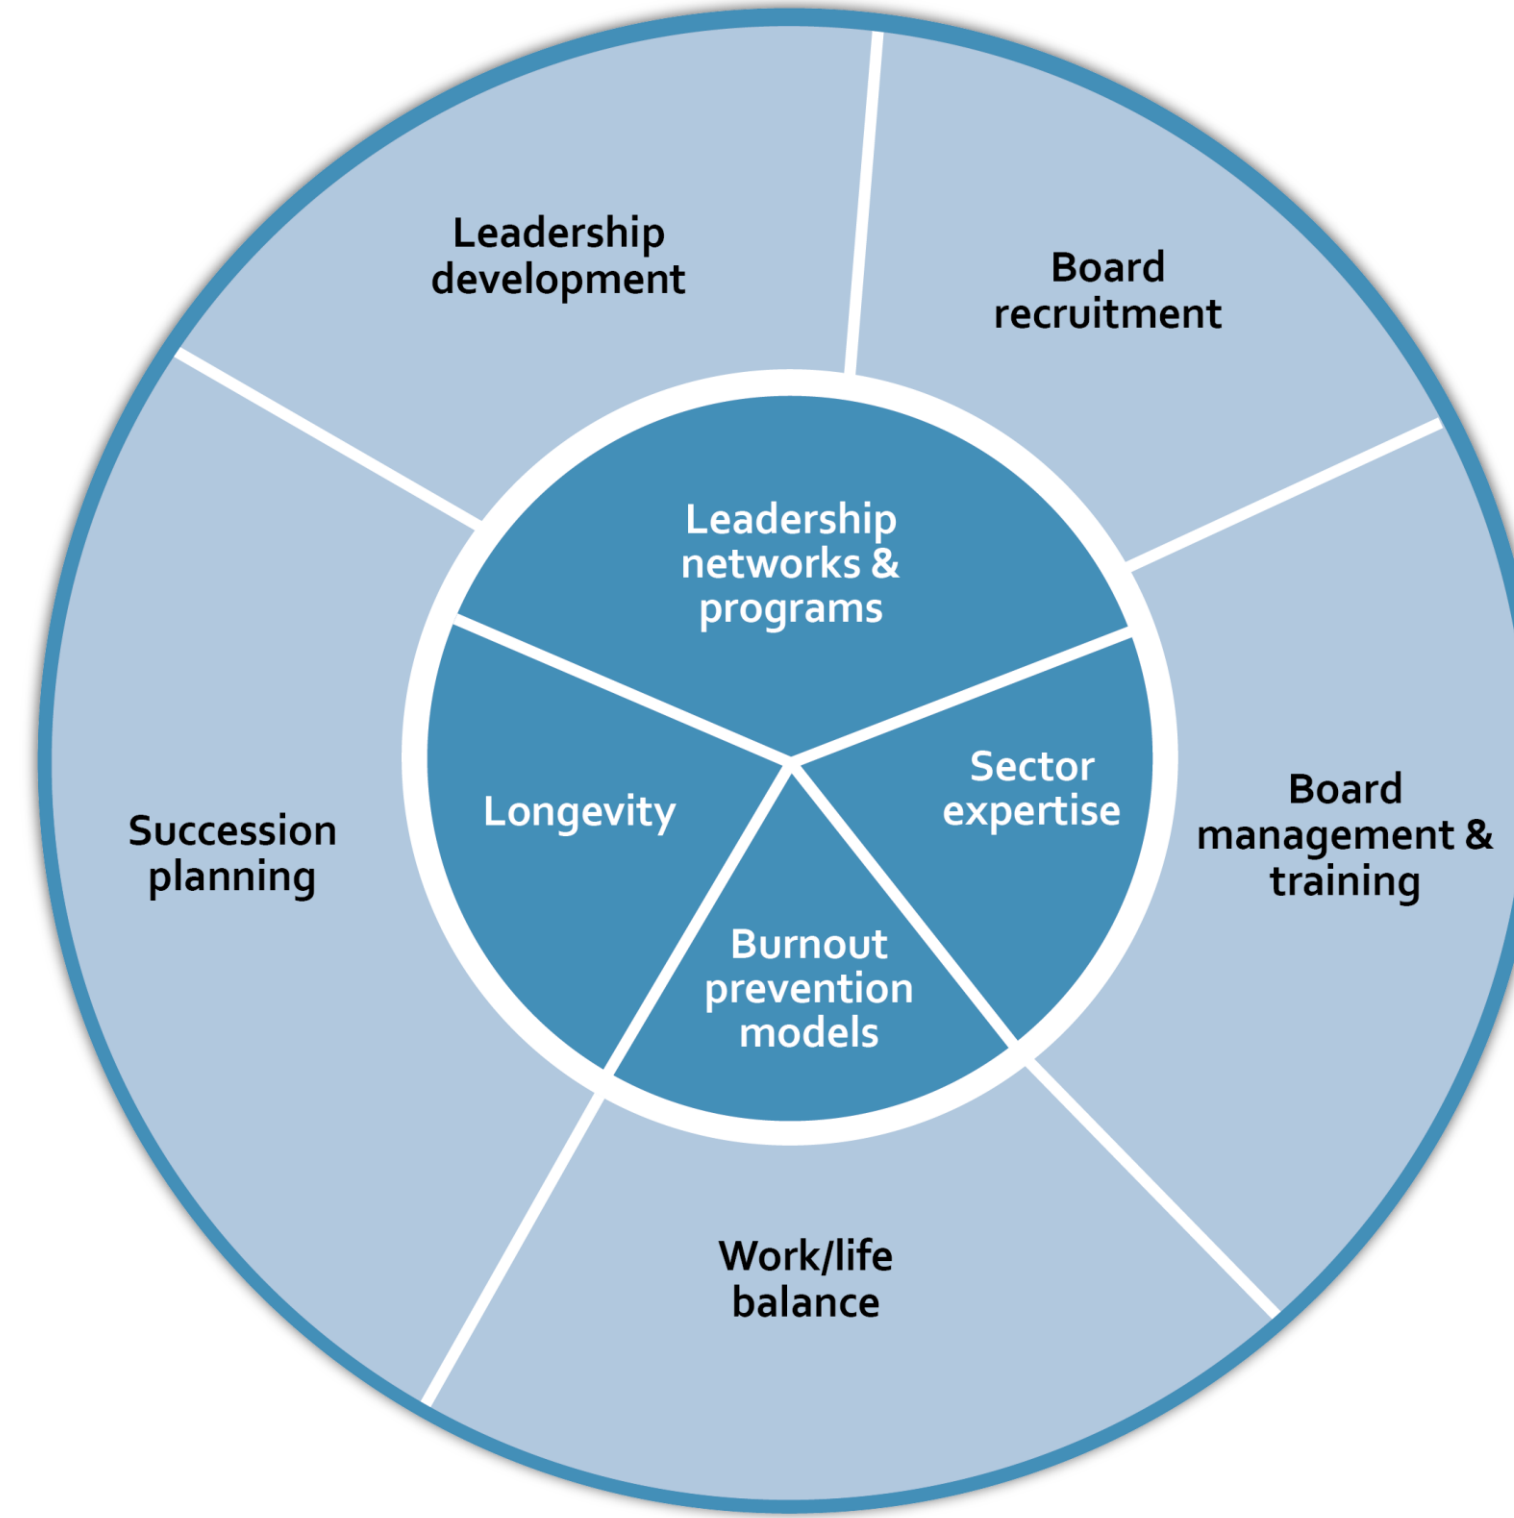 Leadership
development
Board
recruitment
Leadership
networks &
programs
Sector
expertise
Longevity
Burnout
prevention
models
Board
management &
training
Succession
planning
Work/life
balance